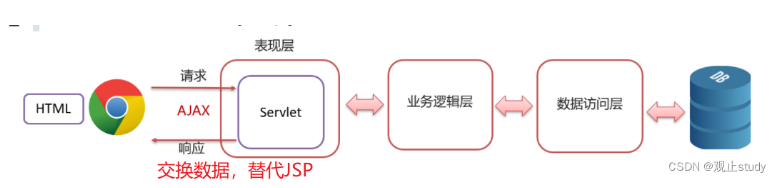 表现层
请求
HTML
AJAX
Servlet
业务逻辑层
数据访问层
DB
响应
交换数据，替代JSP
CSDN @观止study